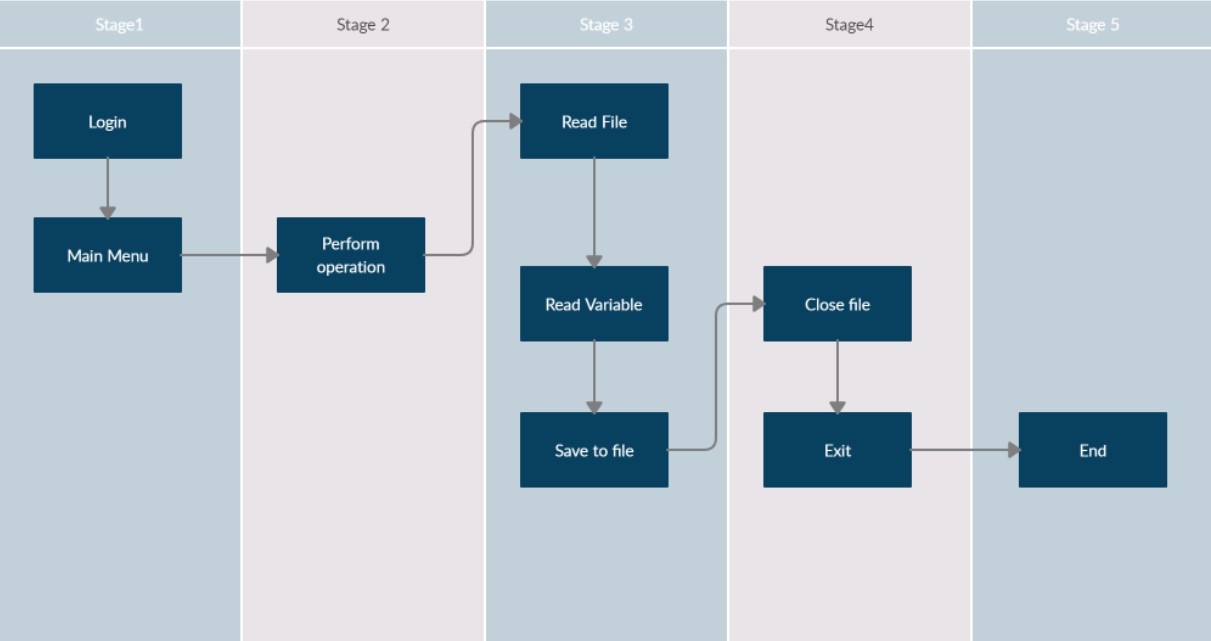 Stage1
Stage 2
Stage 3
Stage4
Stage 5
Login
Main Menu
Perform
operation
Read File
Read Variable
Save to file
Close file
Exit
End